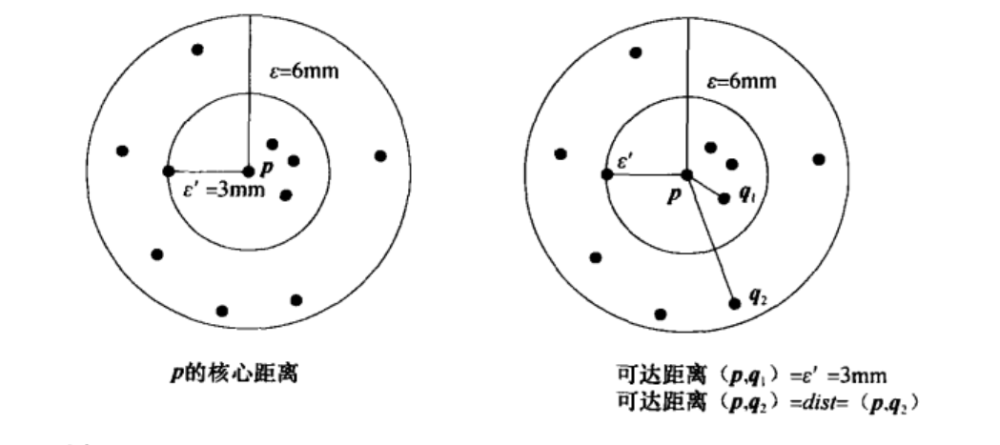 ε=6mm
p
ε′ =3mm
p的核心距离
ε=6mm
ε′
p
q₁
q₂
可达距离（p,q₁）=ε′ =3mm
可达距离（p,q₂）=dist=（p,q₂）